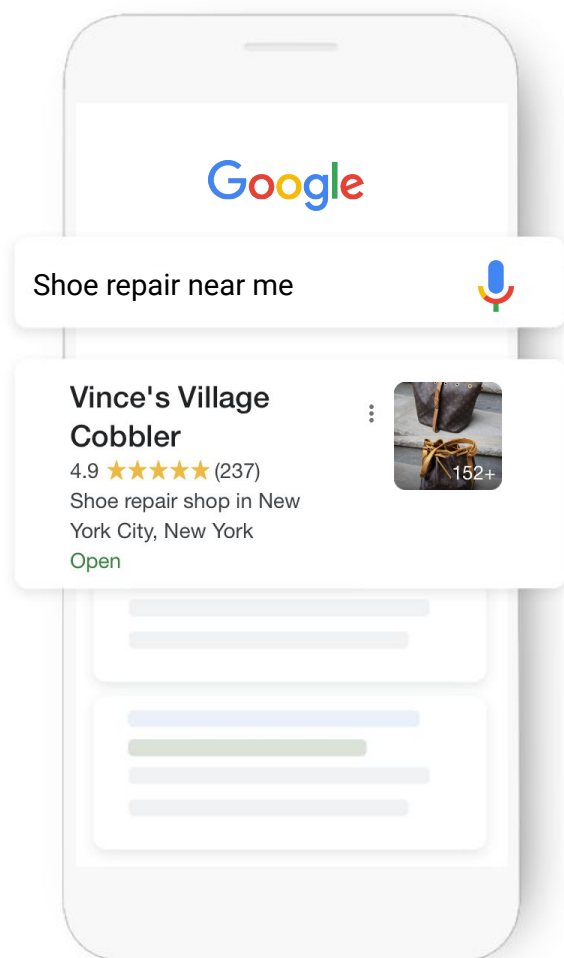 Google
Shoe repair near me
Vince's Village
Cobbler
4.9 ★★★★★ (237)
152+
Shoe repair shop in New
York City, New York
Open